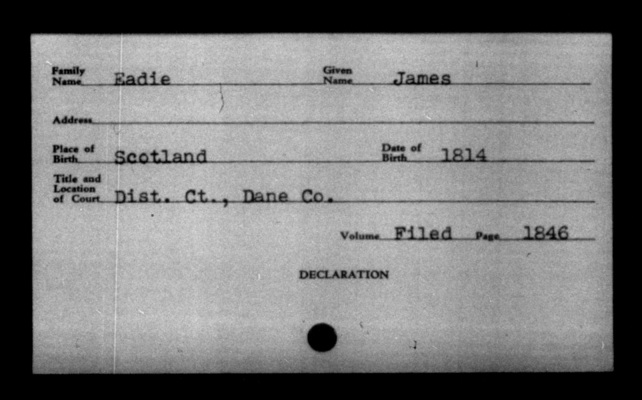 Family Name Eadie Given Name James
Address
Place of Birth Scotland Date of Birth 1814
Title and Location of Court Dist. Ct., Dane Co.
Volume Filed Page 1846
DECLARATION